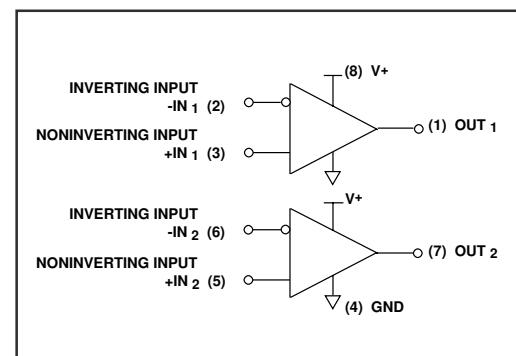 (8) V+
INVERTING INPUT
-IN 1 (2)
(1) OUT 1
NONINVERTING INPUT
+IN 1 (3)
V+
INVERTING INPUT
-IN 2 (6)
(7) OUT 2
NONINVERTING INPUT
+IN 2 (5)
(4) GND